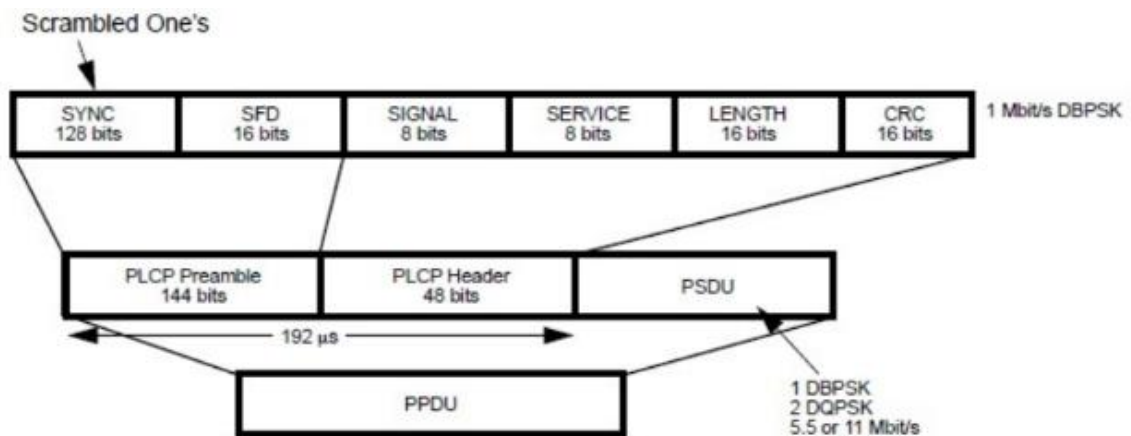 Scrambled One's
SYNC
128 bits
SFD
16 bits
SIGNAL
8 bits
SERVICE
8 bits
LENGTH
16 bits
CRC
16 bits
1 Mbit/s DBPSK
PLCP Preamble
144 bits
PLCP Header
48 bits
PSDU
192 μs
1 DBPSK
2 DQPSK
5.5 or 11 Mbit/s
PPDU